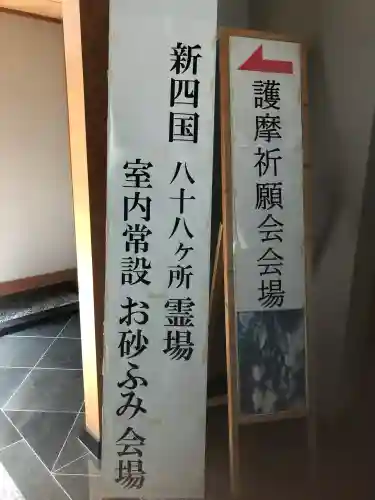 新四国 八十八ヶ所 霊場
室内常設 お砂ふみ 会場
護摩祈願会会場